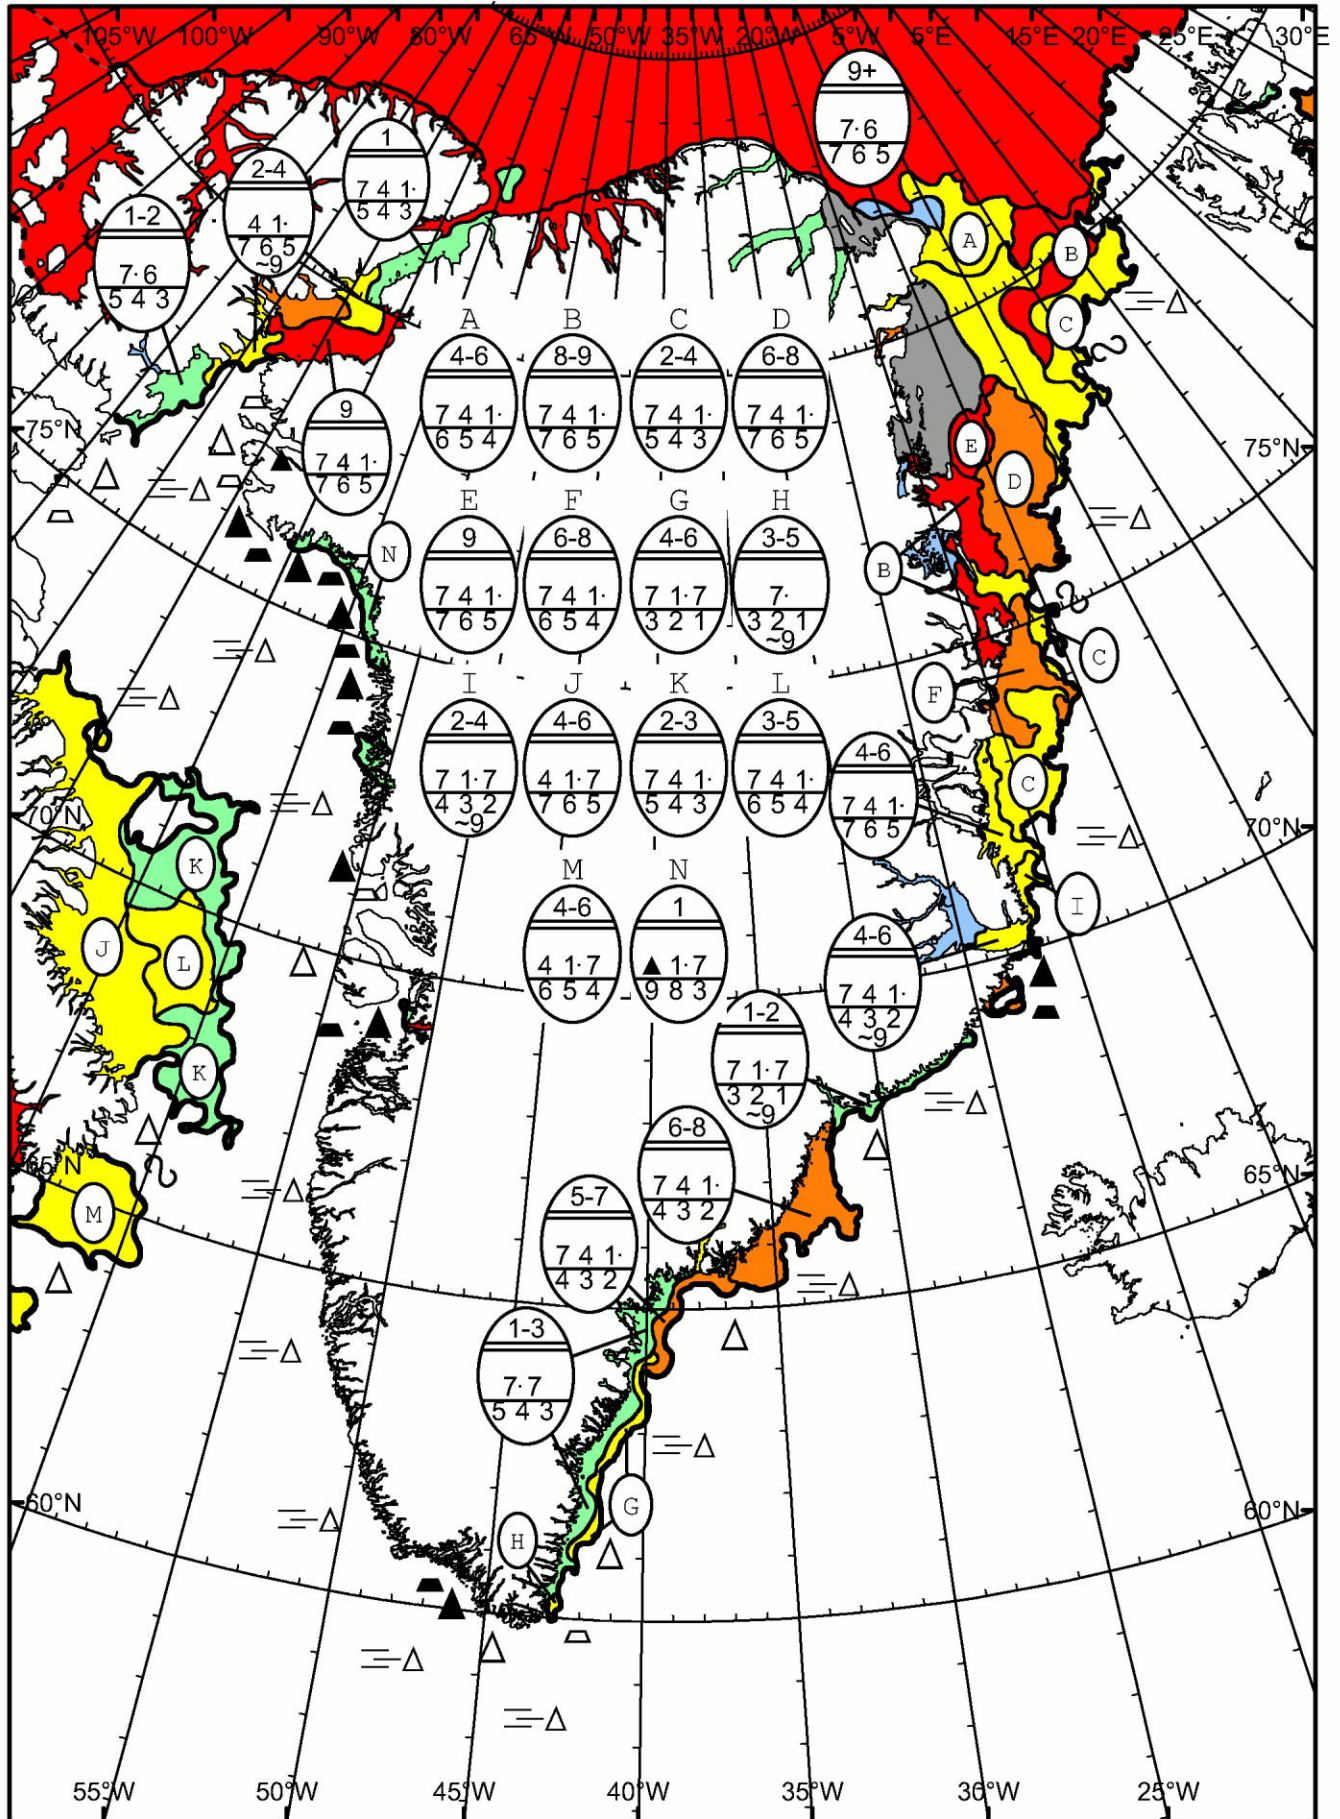 105°W 100°W 90°W 80°W 65°W 50°W 35°W 20°W 5°W 5°E 15°E 20°E 25°E 30°E
9+
7·6
7 6 5
1
7 4 1·
5 4 3
2-4
4 1·
7 6 5
~9
1-2
7·6
5 4 3
A
B
C
A B C D
4-6 8-9 2-4 6-8
7 4 1· 7 4 1· 7 4 1· 7 4 1·
6 5 4 7 6 5 5 4 3 7 6 5
75°N 75°N
9
7 4 1·
7 6 5
E
D
E F G H
9 6-8 4-6 3-5
7 4 1· 7 4 1· 7 1·7 7·
7 6 5 6 5 4 3 2 1 3 2 1
~9
N
B
C
F
I J K L
2-4 4-6 2-3 3-5
7 1·7 4 1·7 7 4 1· 7 4 1·
4 3 2 7 6 5 5 4 3 6 5 4
~9
4-6
7 4 1·
7 6 5
C
70°N 70°N
K
I
M N
4-6 1
4 1·7 1·7
6 5 4 9 8 3
J
L
4-6
7 4 1·
4 3 2
~9
1-2
7 1·7
3 2 1
~9
K
6-8
7 4 1·
4 3 2
65°N 65°N
M
5-7
7 4 1·
4 3 2
1-3
7·7
5 4 3
60°N 60°N
G
H
55°W 50°W 45°W 40°W 35°W 30°W 25°W